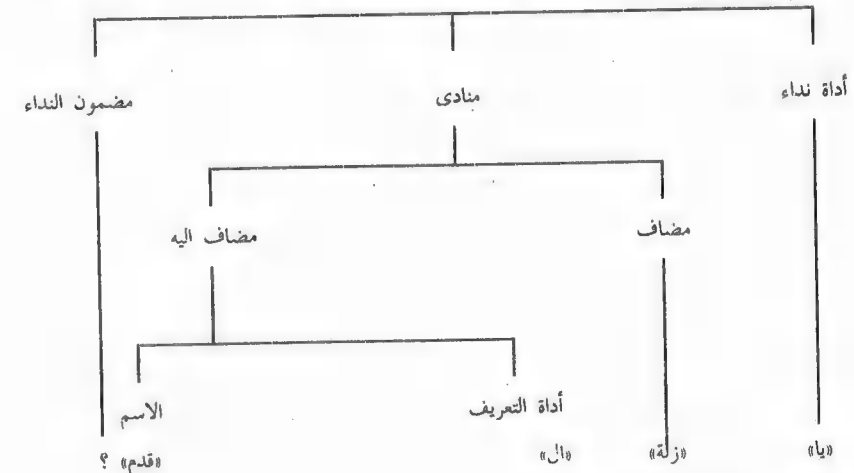 أداة نداء منادى مضمون النداء
مضاف مضاف اليه
أداة التعريف الاسم
«يا» «زلة» «ال» «قدم» ؟